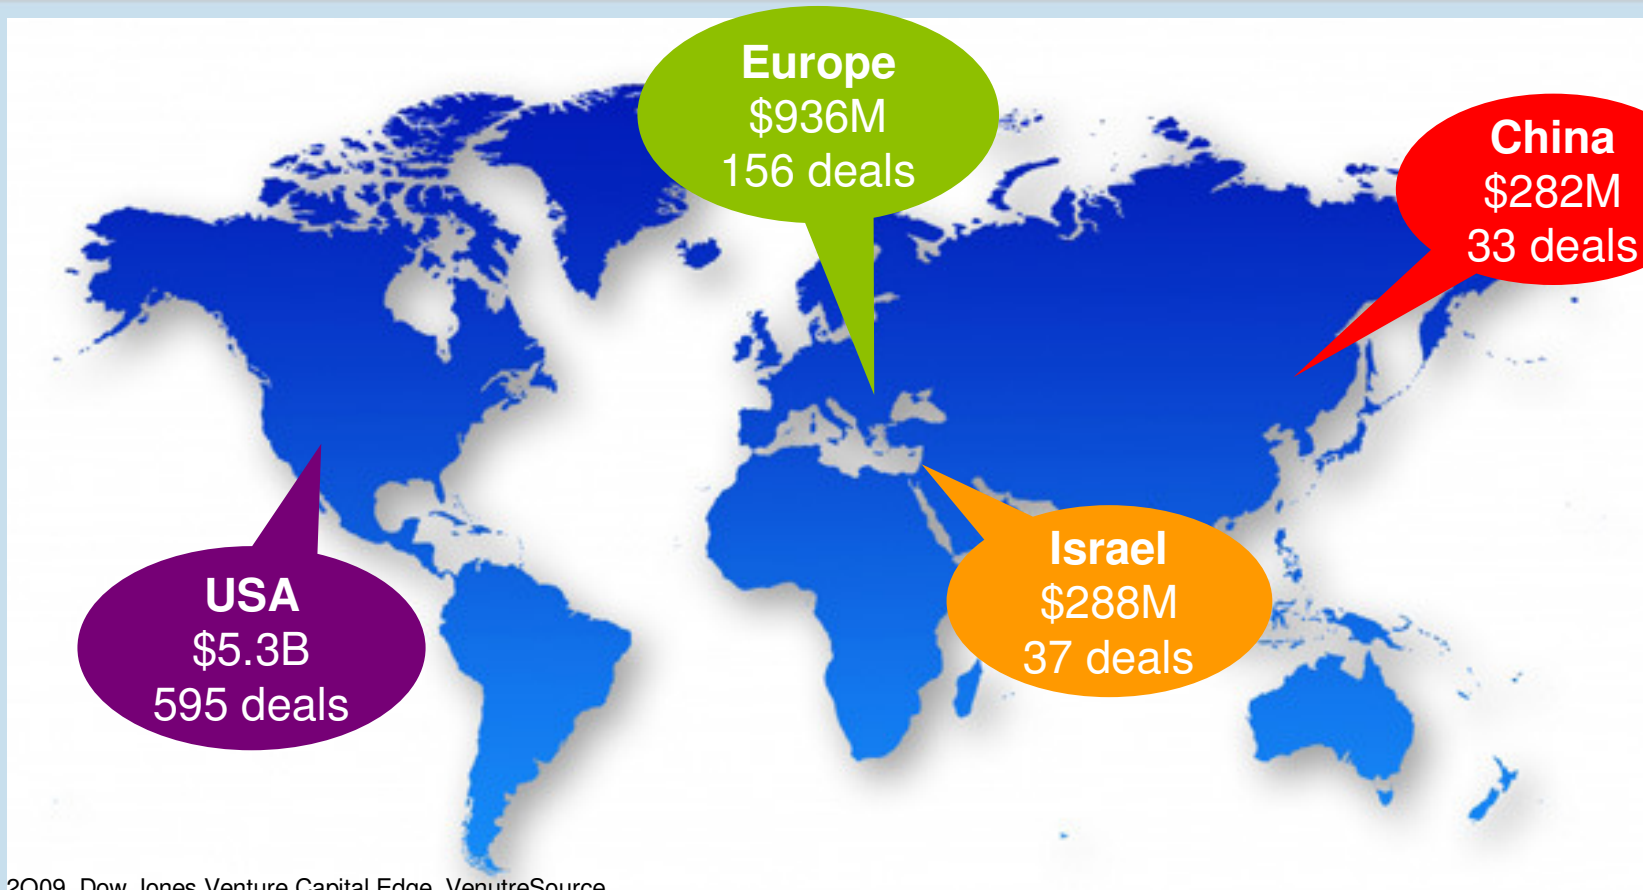 Europe
$936M
156 deals
China
$282M
33 deals
USA
$5.3B
595 deals
Israel
$288M
37 deals
2Q09, Dow Jones Venture Capital Edge, VenutreSource